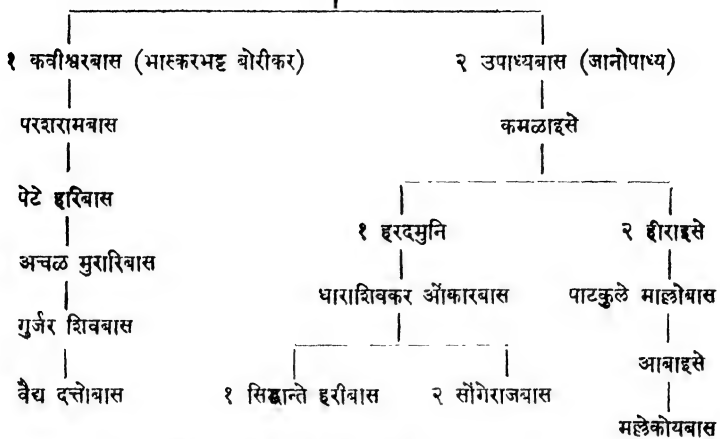 १ कवीश्वरबास (भास्करभट्ट बोरीकर) २ उपाध्यबास (जानोपाध्य)
परशरामबास कमळाइसे
पेटे हरिबास
१ हरदमुनि २ हीराइसे
अचळ मुरारिबास
धाराशिवकर ओंकारबास पाटकुले मालोबास
गुर्जर शिवबास
आबाइसे
वैद्य दत्तोबास १ सिद्धान्ते हरीबास २ सोंगेराजबास
मल्लेकोयबास